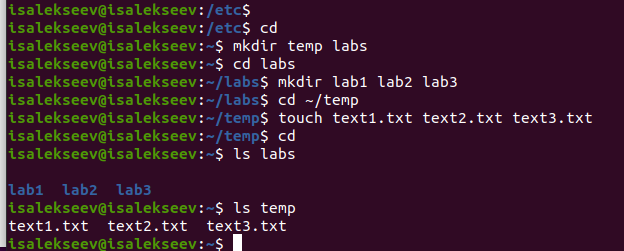 isalekseev@isalekseev:/etc$
isalekseev@isalekseev:/etc$ cd
isalekseev@isalekseev:~$ mkdir temp labs
isalekseev@isalekseev:~$ cd labs
isalekseev@isalekseev:~/labs$ mkdir lab1 lab2 lab3
isalekseev@isalekseev:~/labs$ cd ~/temp
isalekseev@isalekseev:~/temp$ touch text1.txt text2.txt text3.txt
isalekseev@isalekseev:~/temp$ cd
isalekseev@isalekseev:~$ ls labs
lab1  lab2  lab3
isalekseev@isalekseev:~$ ls temp
text1.txt  text2.txt  text3.txt
isalekseev@isalekseev:~$